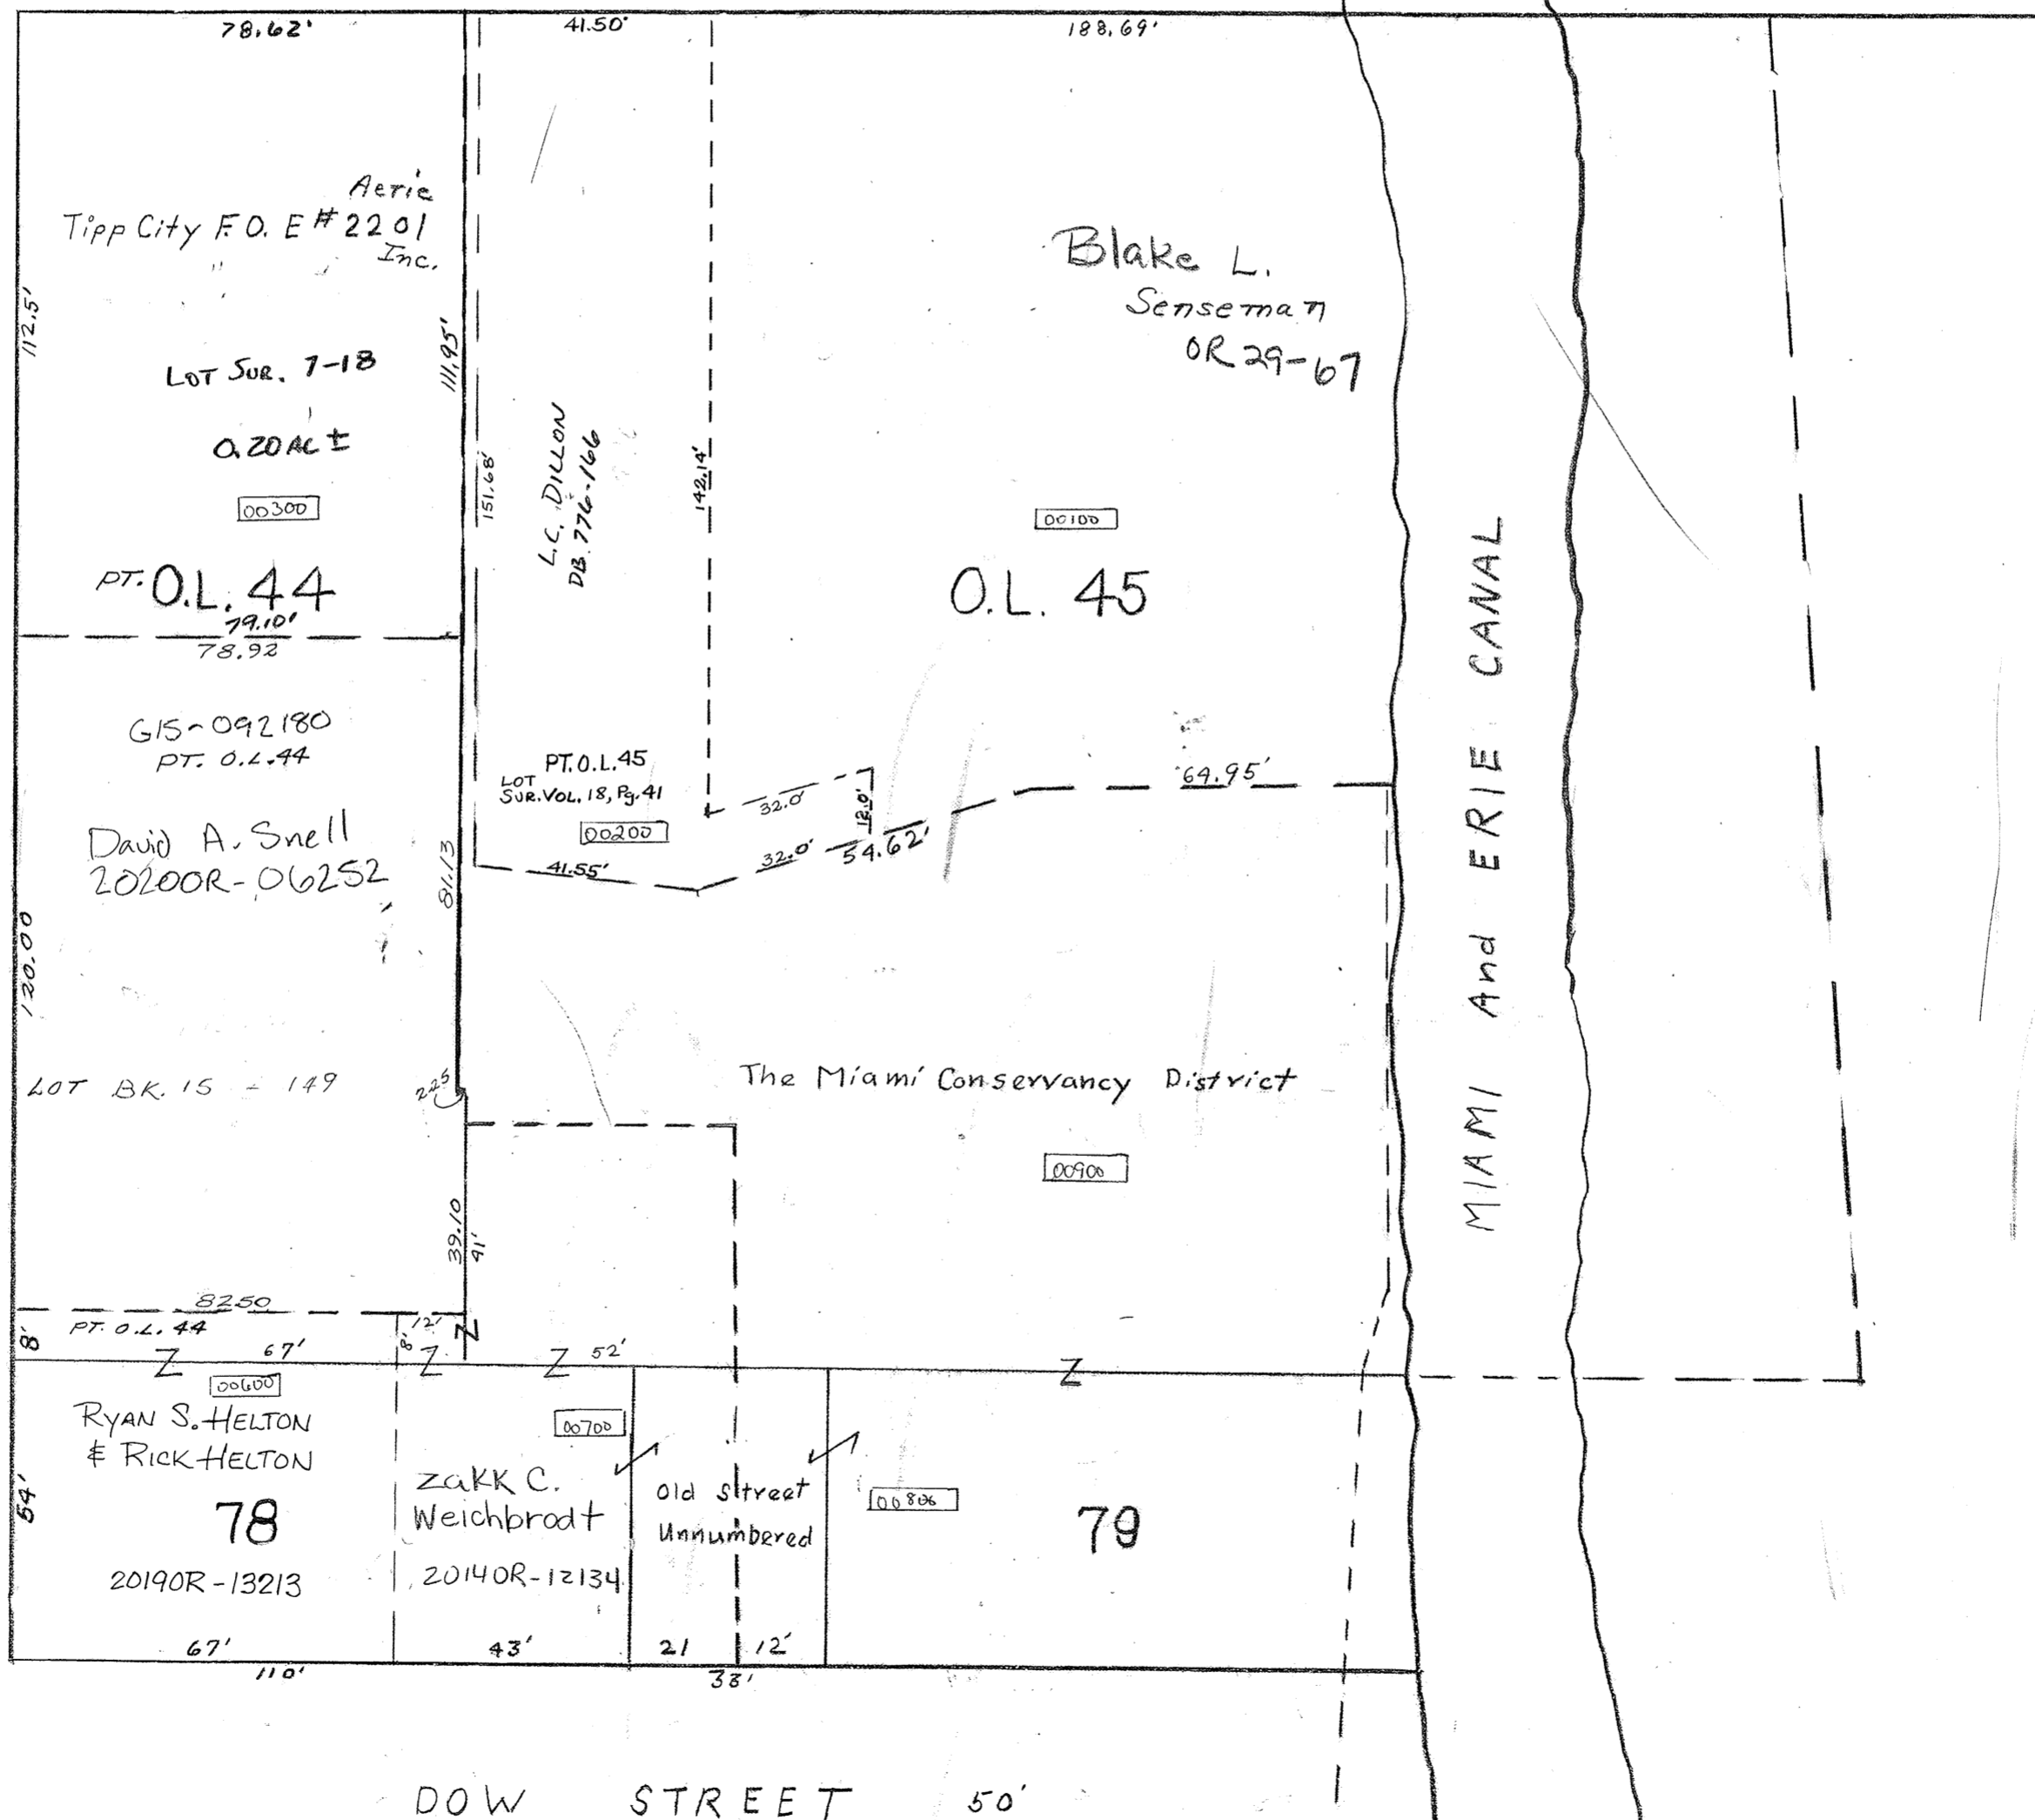 78.62'
41.50'
188.69'
Aerie
Tipp City F.O.E # 2201
Inc.
112.5'
111.95'
LOT SUR. 7-18
0.20 AC ±
00300
PT. O.L. 44
79.10'
78.92
151.68'
L.C. DILLON
DB. 776-166
142.14'
Blake L.
Senseman
OR 29-67
00100
O.L. 45
MIAMI And ERIE CANAL
GIS-092180
PT. O.L. 44
David A. Snell
2020OR-06252
81.13
120.00
LOT BK. 15 - 149
2.25
PT. O.L. 45
LOT
SUR. VOL. 18, Pg. 41
00200
41.55'
32.0'
12.0'
32.0'
54.62'
64.95'
The Miami Conservancy District
00900
39.10
41'
82.50
PT. O.L. 44
8'
67'
8'
12'
Z
Z
Z
Z
52'
Z
00600
RYAN S. HELTON
& RICK HELTON
78
2019OR-13213
54'
67'
110'
00700
Zakk C.
Weichbrodt
2014OR-12134
43'
Old Street
Unnumbered
21
12'
33'
79
DOW STREET 50'